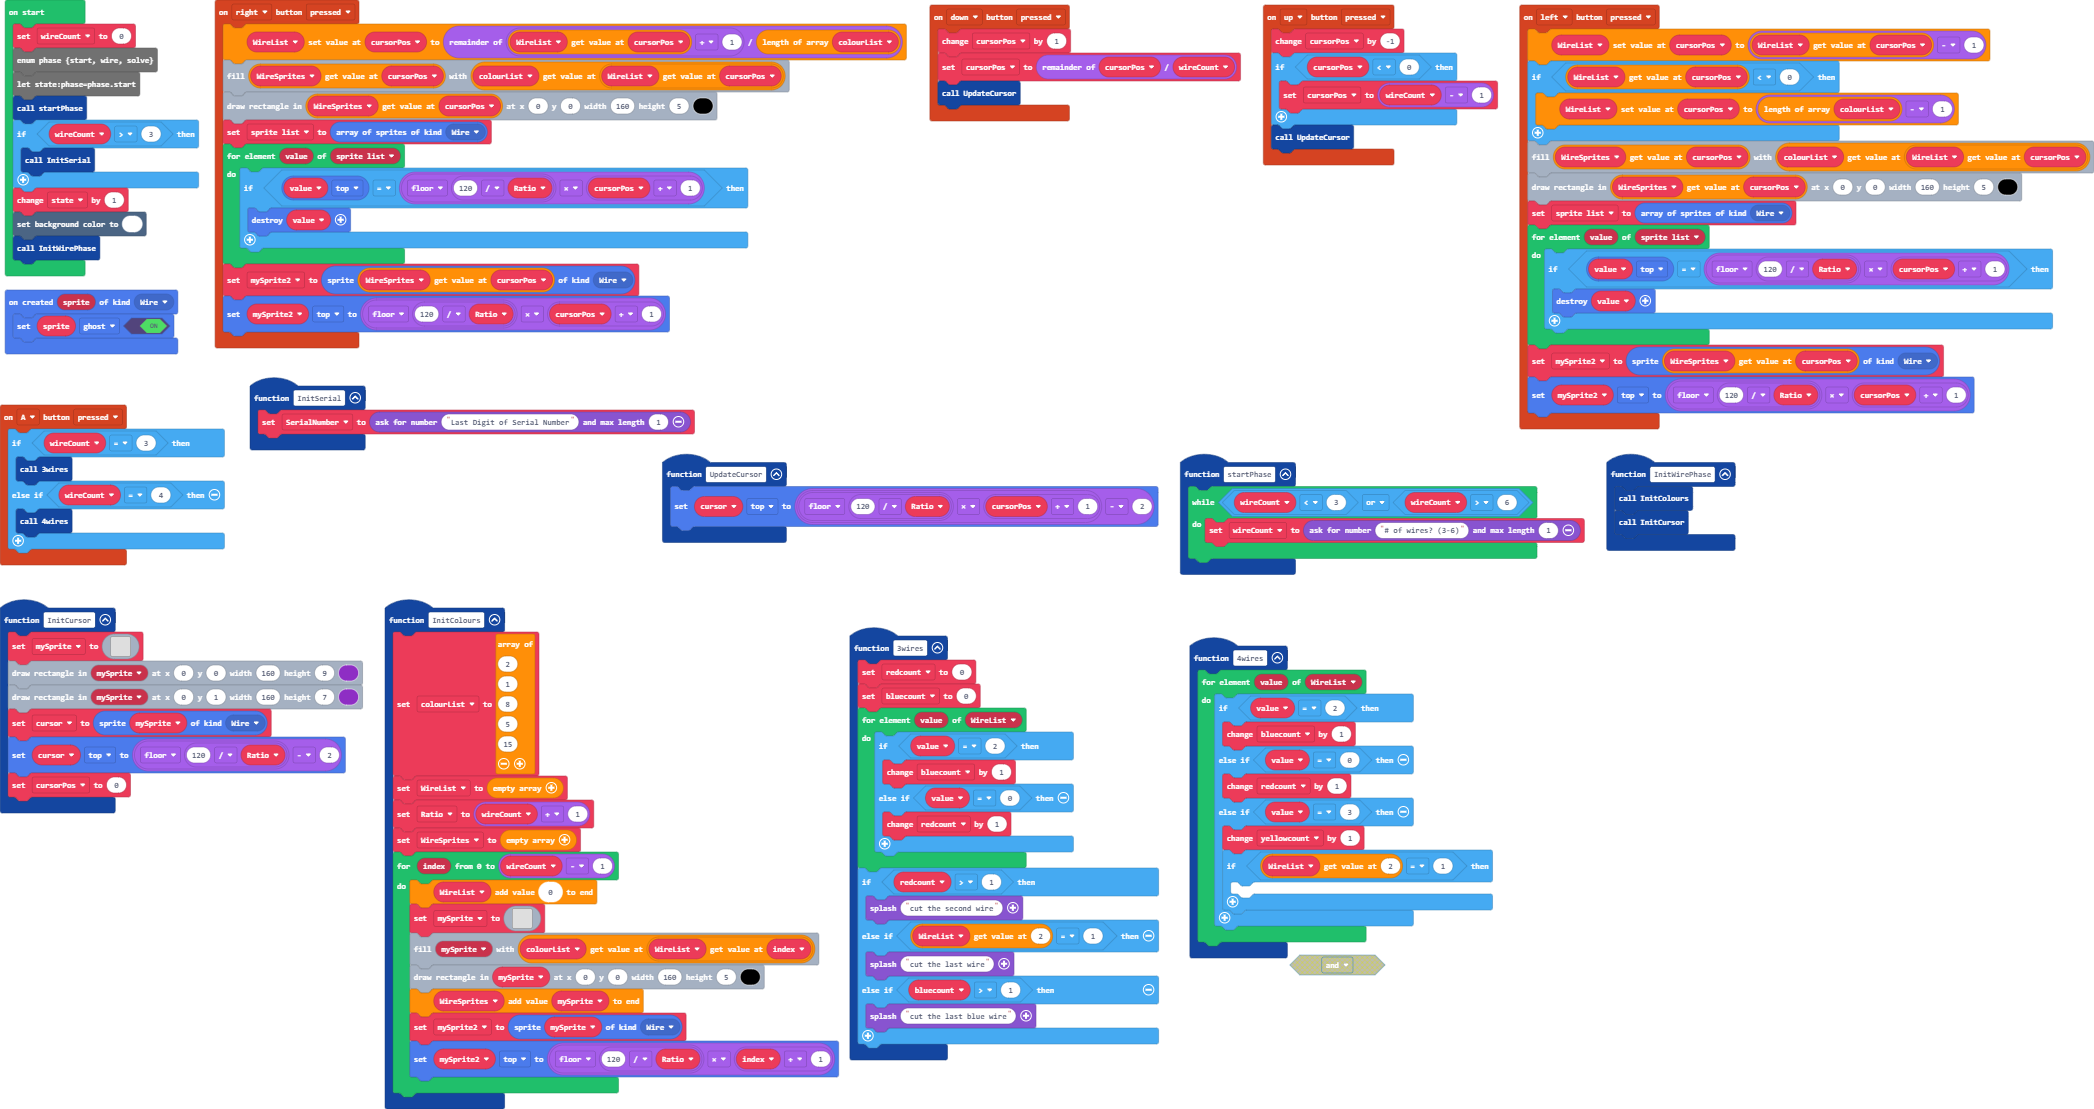 on start
set wireCount to 0
enum phase {start, wire, solve}
let state:phase=phase.start
call startPhase
if wireCount > 3 then
call InitSerial
change state by 1
set background color to
call InitWirePhase
on created sprite of kind Wire
set sprite ghost ON
on right button pressed
WireList set value at cursorPos to remainder of WireList get value at cursorPos + 1 / length of array colourList
fill WireSprites get value at cursorPos with colourList get value at WireList get value at cursorPos
draw rectangle in WireSprites get value at cursorPos at x 0 y 0 width 160 height 5
set sprite list to array of sprites of kind Wire
for element value of sprite list
do
if value top = floor 120 / Ratio × cursorPos + 1 then
destroy value
set mySprite2 to sprite WireSprites get value at cursorPos of kind Wire
set mySprite2 top to floor 120 / Ratio × cursorPos + 1
on down button pressed
change cursorPos by 1
set cursorPos to remainder of cursorPos / wireCount
call UpdateCursor
on up button pressed
change cursorPos by -1
if cursorPos < 0 then
set cursorPos to wireCount - 1
call UpdateCursor
on left button pressed
WireList set value at cursorPos to WireList get value at cursorPos - 1
if WireList get value at cursorPos < 0 then
WireList set value at cursorPos to length of array colourList - 1
fill WireSprites get value at cursorPos with colourList get value at WireList get value at cursorPos
draw rectangle in WireSprites get value at cursorPos at x 0 y 0 width 160 height 5
set sprite list to array of sprites of kind Wire
for element value of sprite list
do
if value top = floor 120 / Ratio × cursorPos + 1 then
destroy value
set mySprite2 to sprite WireSprites get value at cursorPos of kind Wire
set mySprite2 top to floor 120 / Ratio × cursorPos + 1
on A button pressed
if wireCount = 3 then
call 3wires
else if wireCount = 4 then
call 4wires
function InitSerial
set SerialNumber to ask for number "Last Digit of Serial Number" and max length 1
function UpdateCursor
set cursor top to floor 120 / Ratio × cursorPos + 1 - 2
function startPhase
while wireCount < 3 or wireCount > 6
do set wireCount to ask for number "# of wires? (3-6)" and max length 1
function InitWirePhase
call InitColours
call InitCursor
function InitCursor
set mySprite to
draw rectangle in mySprite at x 0 y 0 width 160 height 9
draw rectangle in mySprite at x 0 y 1 width 160 height 7
set cursor to sprite mySprite of kind Wire
set cursor top to floor 120 / Ratio - 2
set cursorPos to 0
function InitColours
set colourList to array of
2
1
8
5
15
set WireList to empty array
set Ratio to wireCount + 1
set WireSprites to empty array
for index from 0 to wireCount - 1
do
WireList add value 0 to end
set mySprite to
fill mySprite with colourList get value at WireList get value at index
draw rectangle in mySprite at x 0 y 0 width 160 height 5
WireSprites add value mySprite to end
set mySprite2 to sprite mySprite of kind Wire
set mySprite2 top to floor 120 / Ratio × index + 1
function 3wires
set redcount to 0
set bluecount to 0
for element value of WireList
do
if value = 2 then
change bluecount by 1
else if value = 0 then
change redcount by 1
if redcount > 1 then
splash "cut the second wire"
else if WireList get value at 2 = 1 then
splash "cut the last wire"
else if bluecount > 1 then
splash "cut the last blue wire"
function 4wires
for element value of WireList
do
if value = 2 then
change bluecount by 1
else if value = 0 then
change redcount by 1
else if value = 3 then
change yellowcount by 1
if WireList get value at 2 = 1 then
and